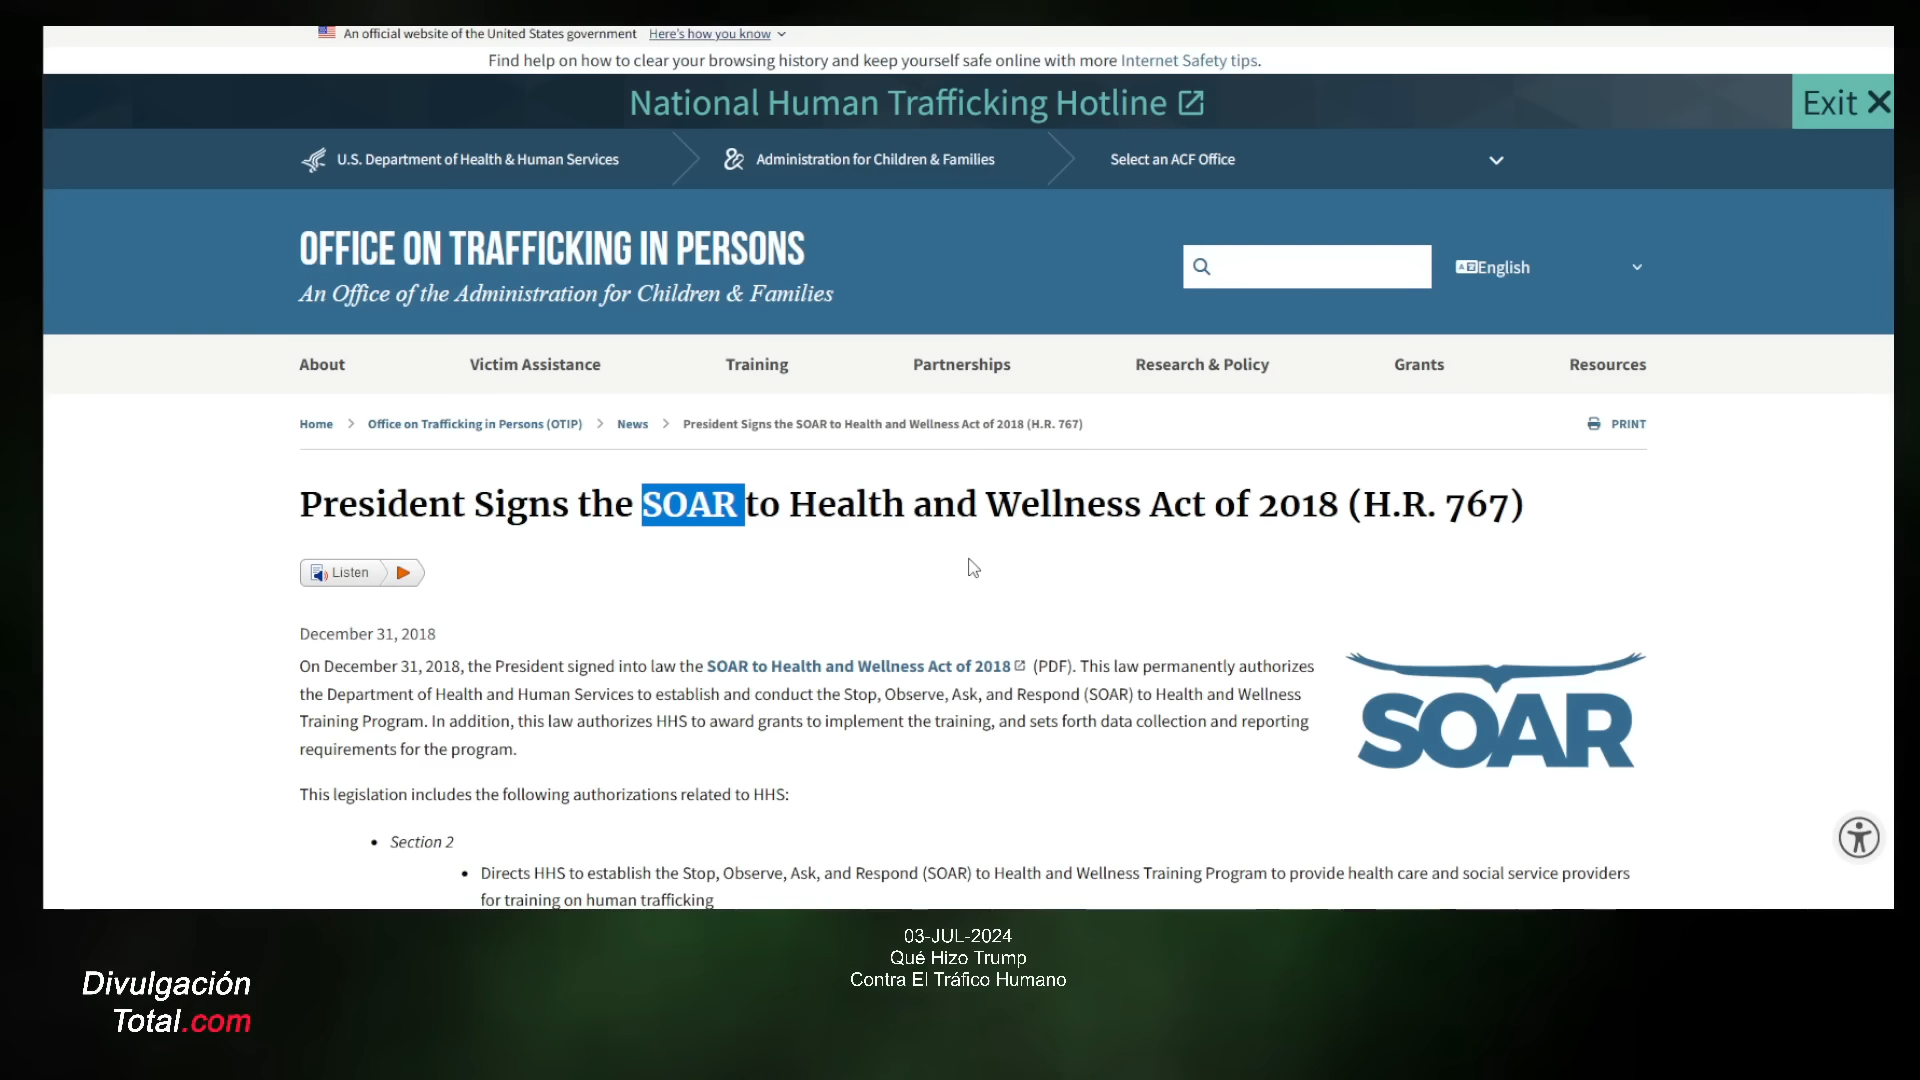 An official website of the United States government Here's how you know
Find help on how to clear your browsing history and keep yourself safe online with more Internet Safety tips.
National Human Trafficking Hotline
Exit
U.S. Department of Health & Human Services
Administration for Children & Families
Select an ACF Office
OFFICE ON TRAFFICKING IN PERSONS
An Office of the Administration for Children & Families
English
About Victim Assistance Training Partnerships Research & Policy Grants Resources
Home > Office on Trafficking in Persons (OTIP) > News > President Signs the SOAR to Health and Wellness Act of 2018 (H.R. 767)
PRINT
President Signs the SOAR to Health and Wellness Act of 2018 (H.R. 767)
Listen
December 31, 2018
On December 31, 2018, the President signed into law the SOAR to Health and Wellness Act of 2018 (PDF). This law permanently authorizes
the Department of Health and Human Services to establish and conduct the Stop, Observe, Ask, and Respond (SOAR) to Health and Wellness
Training Program. In addition, this law authorizes HHS to award grants to implement the training, and sets forth data collection and reporting
requirements for the program.
SOAR
This legislation includes the following authorizations related to HHS:
• Section 2
• Directs HHS to establish the Stop, Observe, Ask, and Respond (SOAR) to Health and Wellness Training Program to provide health care and social service providers
for training on human trafficking
03-JUL-2024
Qué Hizo Trump
Contra El Tráfico Humano
Divulgación
Total.com